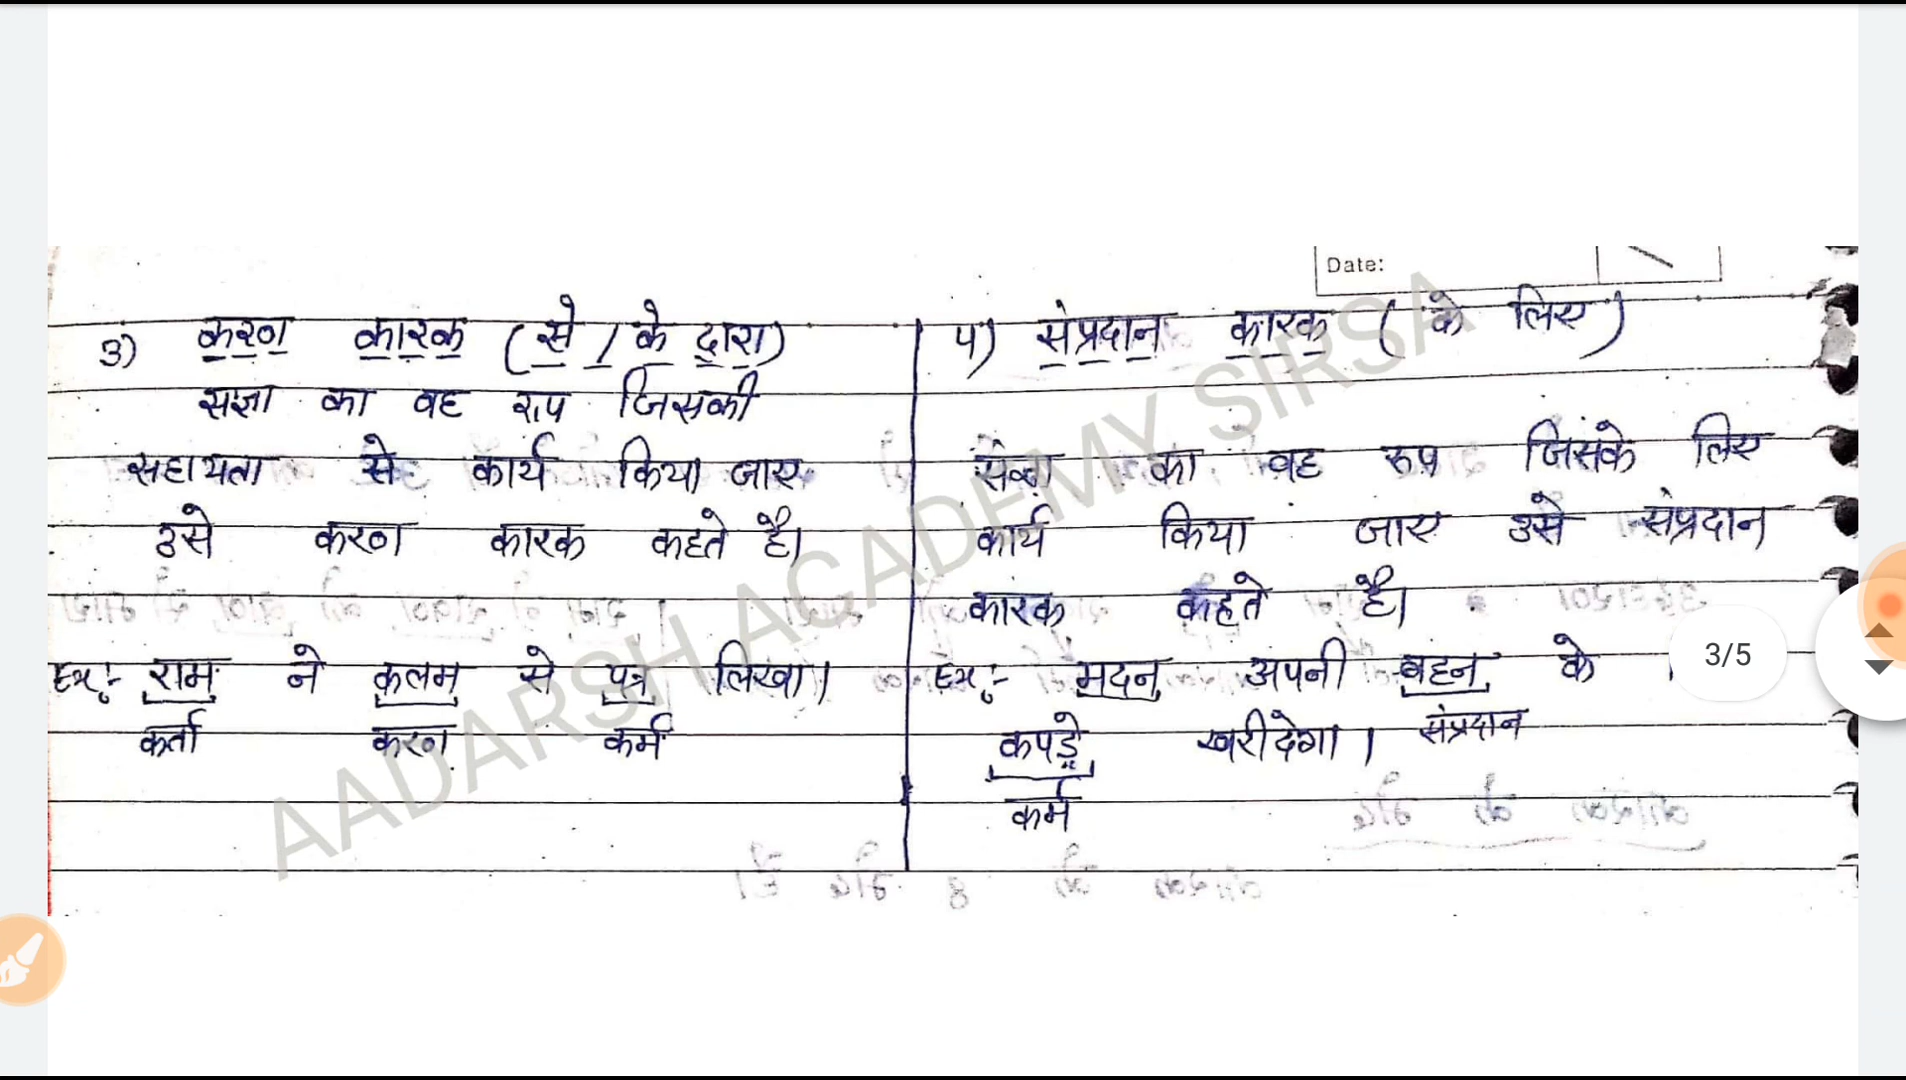 Date:
3) करण कारक (से / के द्वारा)
सज्ञा का वह रुप जिसकी
सहायता से कार्य किया जाए
उसे करण कारक कहते है।
Ex:- राम ने कलम से पत्र लिखा।
कर्ता करण कर्म
4) संप्रदान कारक ( के लिए )
संज्ञा का वह रुप जिसके लिए
कार्य किया जाए उसे संप्रदान
कारक कहते है।
Ex:- मदन अपनी बहन के
कपड़े खरीदेगा। संप्रदान
कर्म
AADARSH ACADEMY SIRSA
3/5